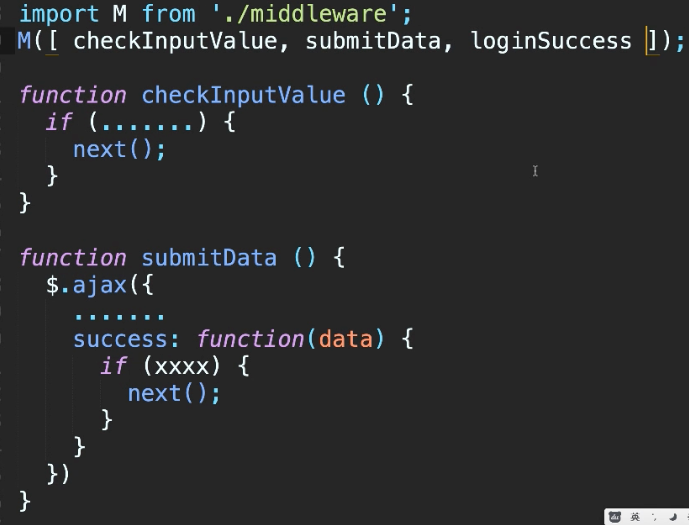 import M from './middleware';
M([ checkInputValue, submitData, loginSuccess ]);
function checkInputValue () {
if (.......) {
next();
}
}
function submitData () {
$.ajax({
.......
success: function(data) {
if (xxxx) {
next();
}
}
})
}
英